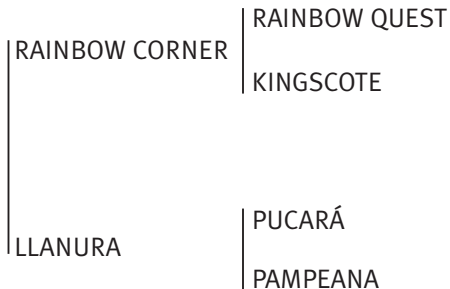 RAINBOW QUEST
RAINBOW CORNER
KINGSCOTE
PUCARÁ
LLANURA
PAMPEANA